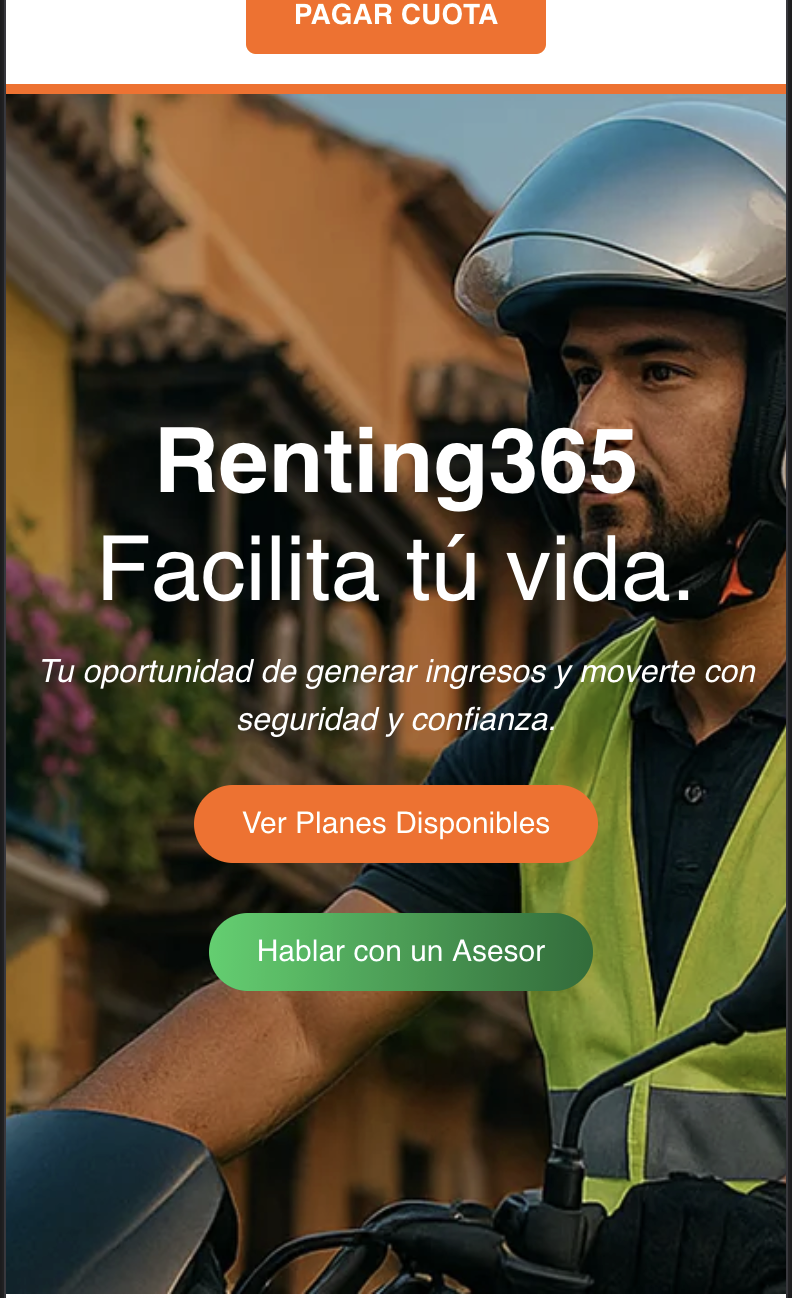 PAGAR CUOTA
Renting365
Facilita tú vida.
Tu oportunidad de generar ingresos y moverte con
seguridad y confianza.
Ver Planes Disponibles
Hablar con un Asesor